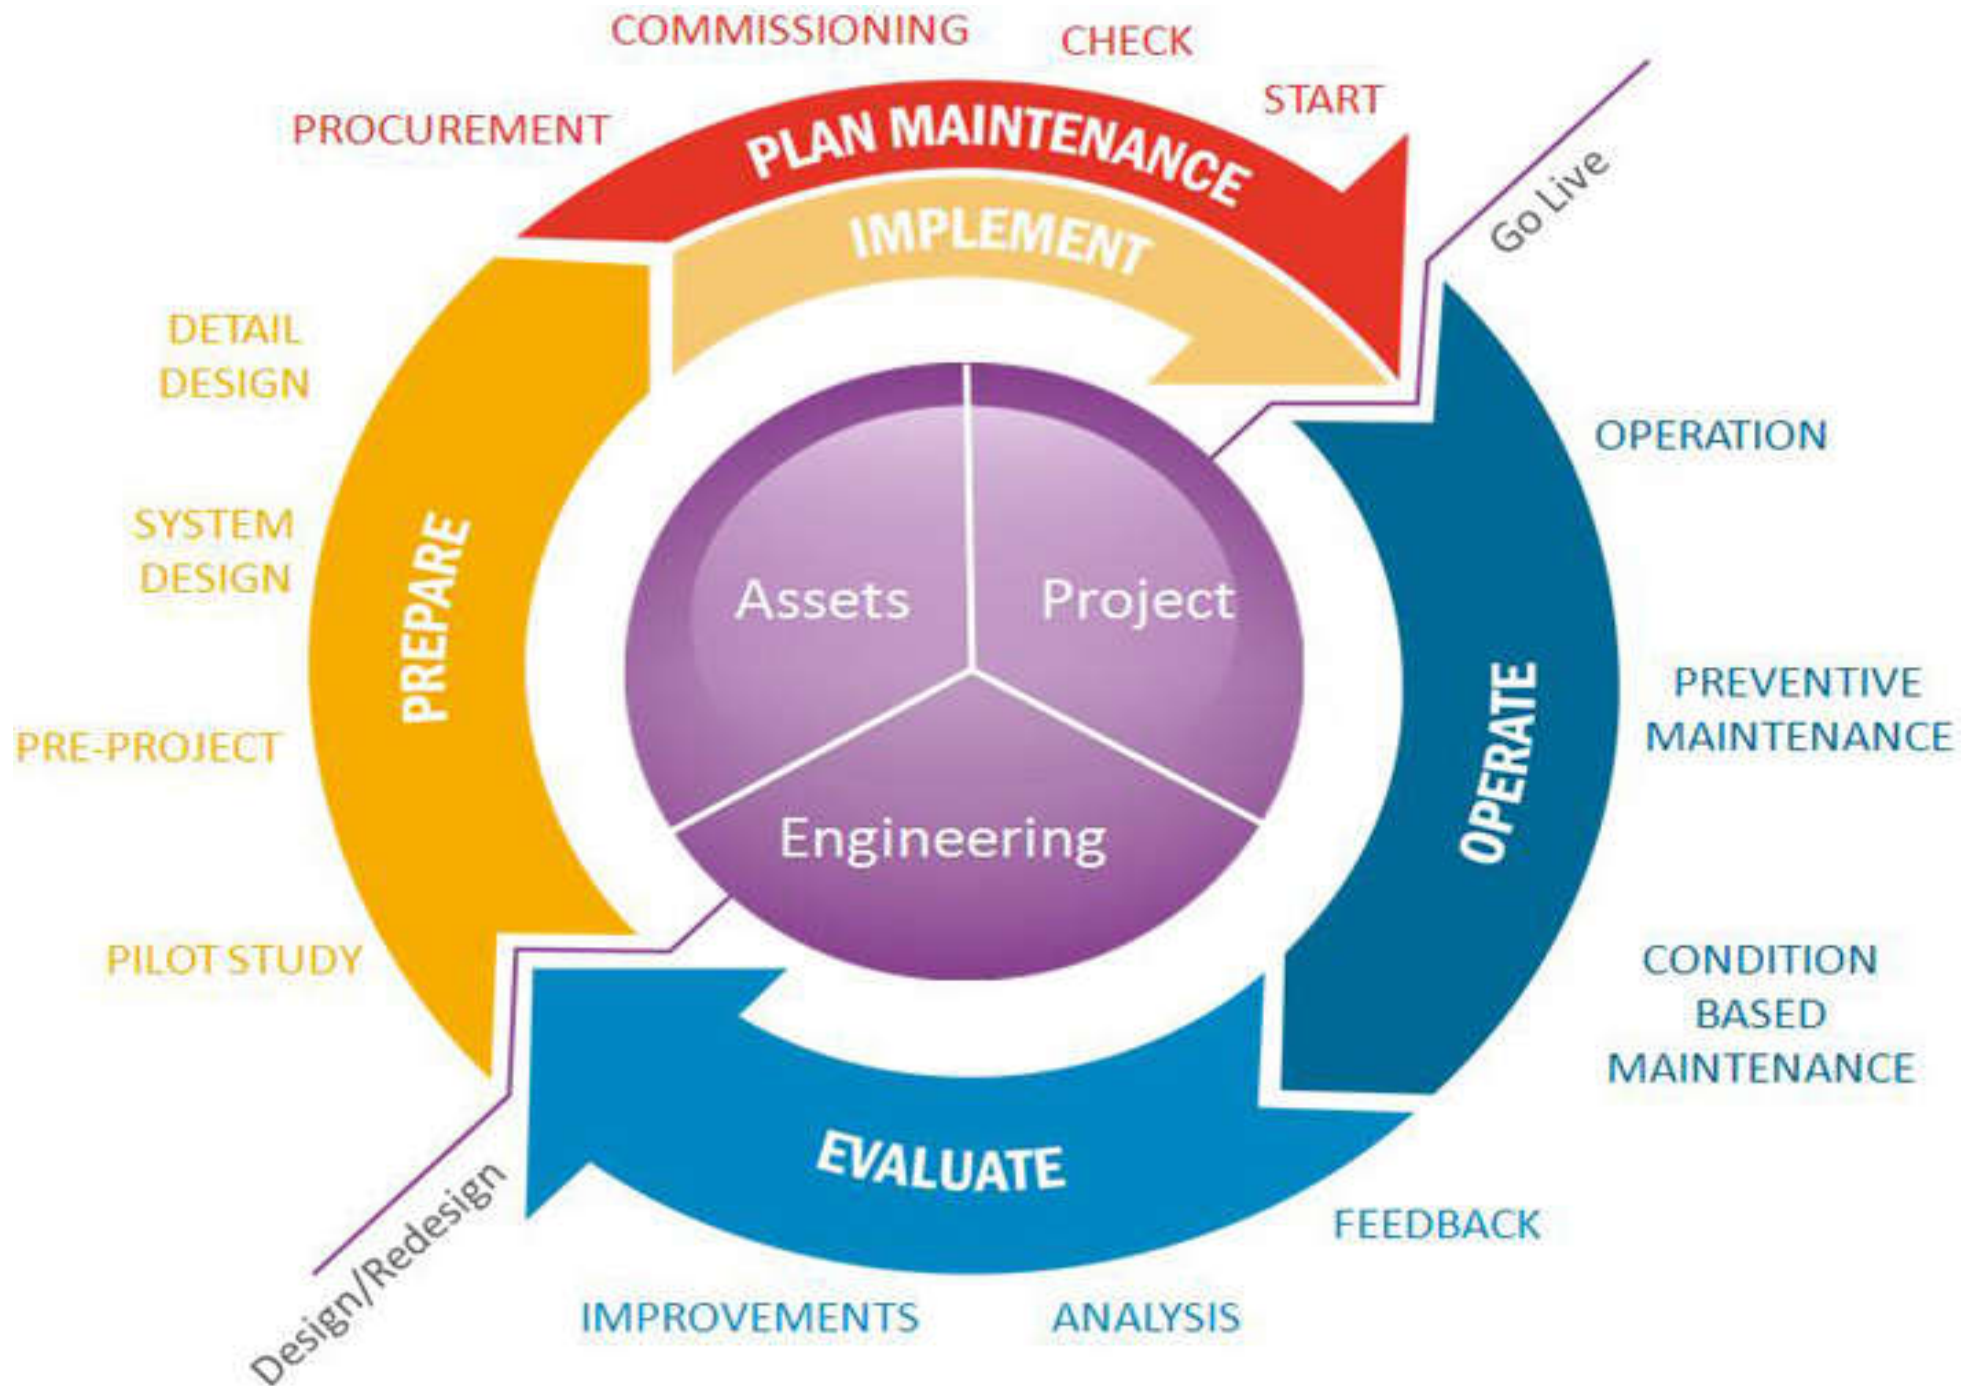 COMMISSIONING
CHECK
START
PROCUREMENT
PLAN MAINTENANCE
IMPLEMENT
Go Live
DETAIL
DESIGN
SYSTEM
DESIGN
PREPARE
PRE-PROJECT
PILOT STUDY
Assets
Project
Engineering
OPERATION
PREVENTIVE
MAINTENANCE
OPERATE
CONDITION
BASED
MAINTENANCE
EVALUATE
FEEDBACK
ANALYSIS
IMPROVEMENTS
Design/Redesign